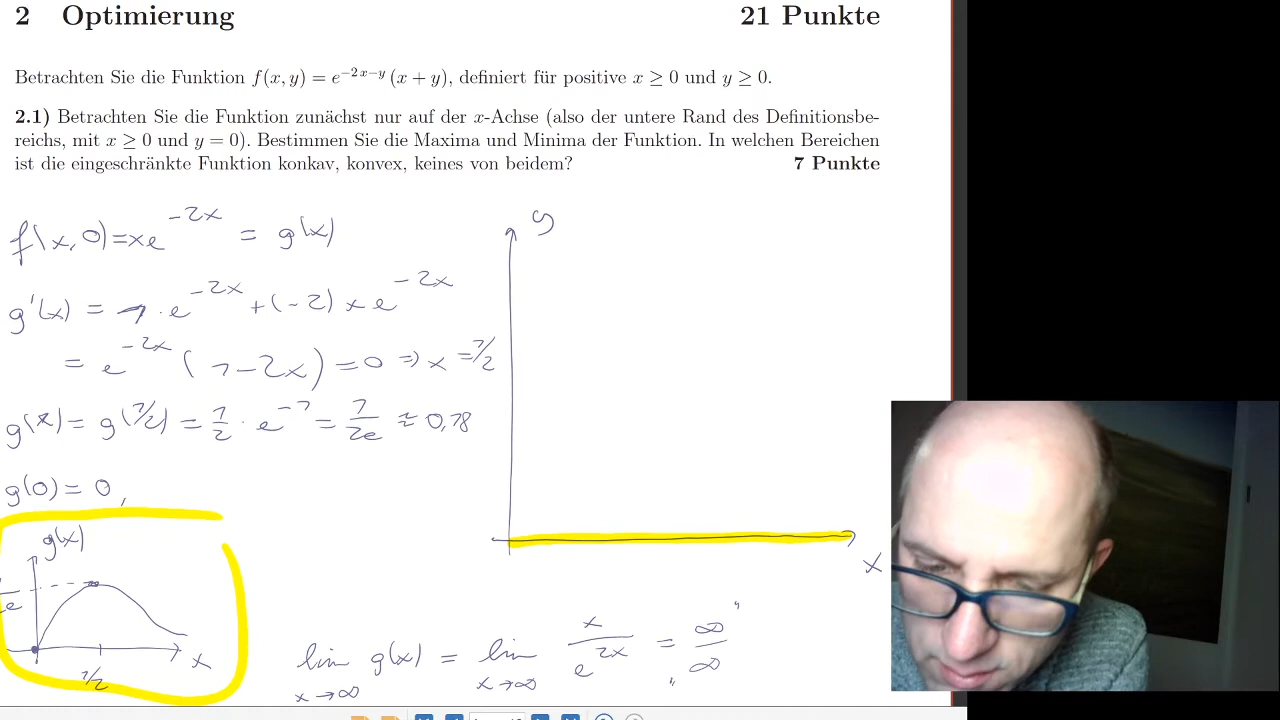 2 Optimierung 21 Punkte
Betrachten Sie die Funktion f(x, y) = e^{-2x-y} (x + y), definiert für positive x ≥ 0 und y ≥ 0.
2.1) Betrachten Sie die Funktion zunächst nur auf der x-Achse (also der untere Rand des Definitionsbe-
reichs, mit x ≥ 0 und y = 0). Bestimmen Sie die Maxima und Minima der Funktion. In welchen Bereichen
ist die eingeschränkte Funktion konkav, konvex, keines von beidem? 7 Punkte
f(x,0)=xe^{-2x} = g(x)
g'(x) = 1·e^{-2x} +(-2) x e^{-2x}
= e^{-2x} (1-2x) = 0 ⇒ x = 1/2
g(x) = g(1/2) = 1/2 · e^{-1} = 1/2e ≈ 0,18
g(0) = 0,
g(x)
e
x
1/2
y
x
lim x→∞ g(x) = lim x→∞ x/e^{2x} = "∞/∞"